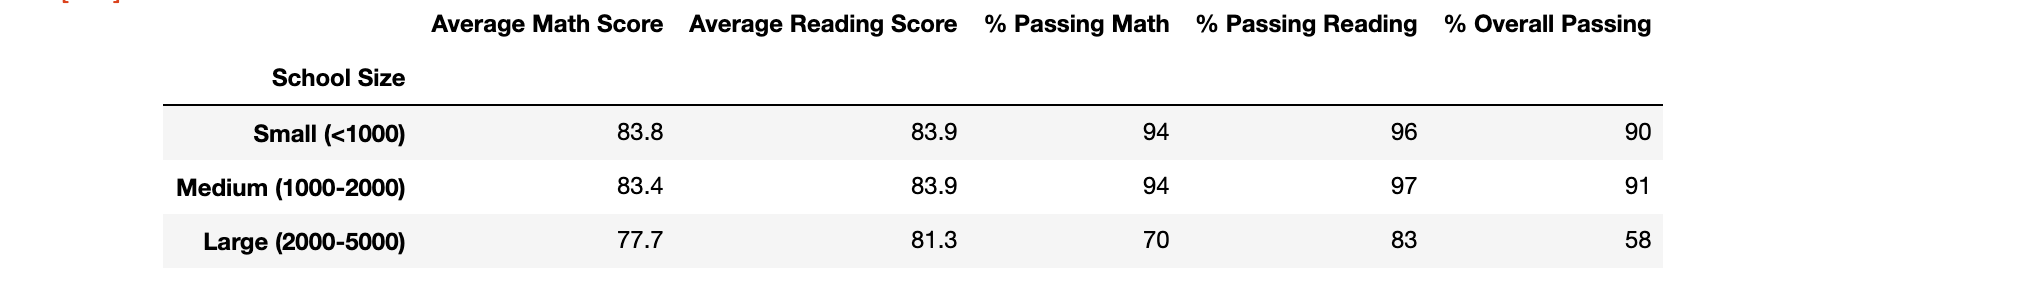 Average Math Score Average Reading Score % Passing Math % Passing Reading % Overall Passing
School Size
Small (<1000) 83.8 83.9 94 96 90
Medium (1000-2000) 83.4 83.9 94 97 91
Large (2000-5000) 77.7 81.3 70 83 58